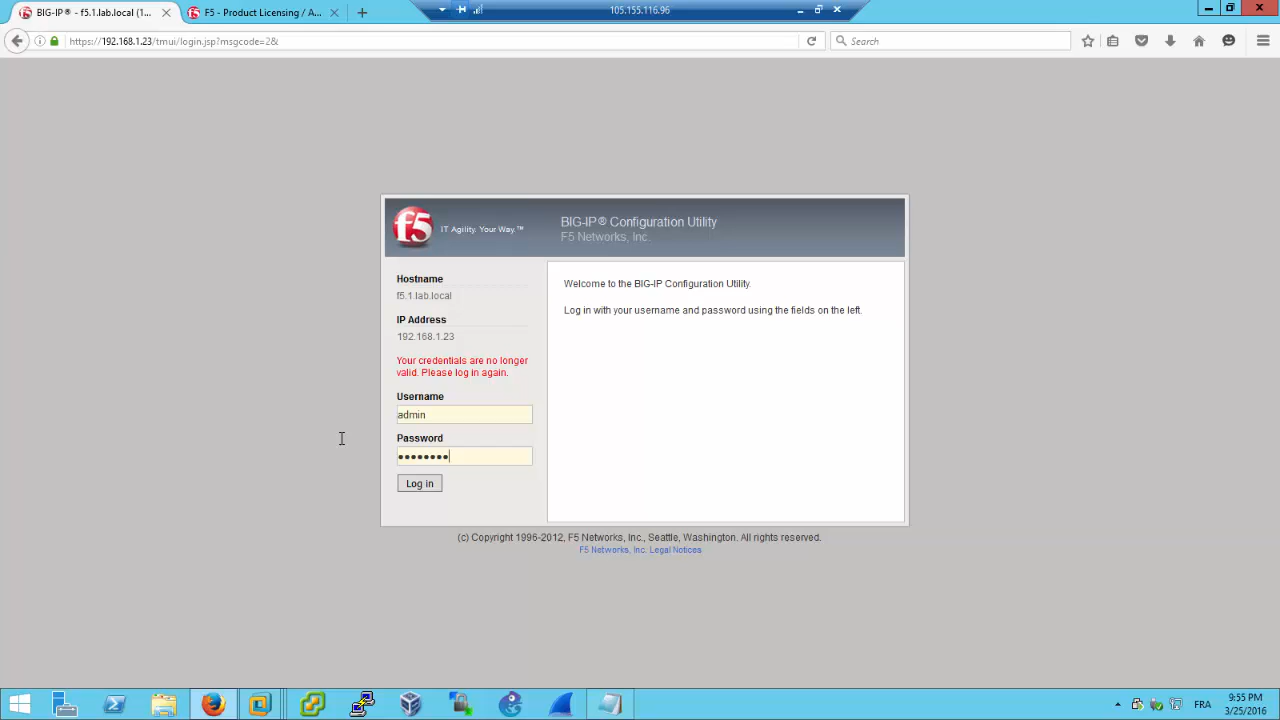 BIG-IP® - f5.1.lab.local (1...
F5 - Product Licensing / A...
105.155.116.96
https://192.168.1.23/tmui/login.jsp?msgcode=2&
Search
f5
IT Agility. Your Way.™
BIG-IP® Configuration Utility
F5 Networks, Inc.
Hostname
f5.1.lab.local
IP Address
192.168.1.23
Your credentials are no longer
valid. Please log in again.
Username
admin
Password
••••••••
Log in
Welcome to the BIG-IP Configuration Utility.
Log in with your username and password using the fields on the left.
(c) Copyright 1996-2012, F5 Networks, Inc., Seattle, Washington. All rights reserved.
F5 Networks, Inc. Legal Notices
FRA
9:55 PM
3/25/2016